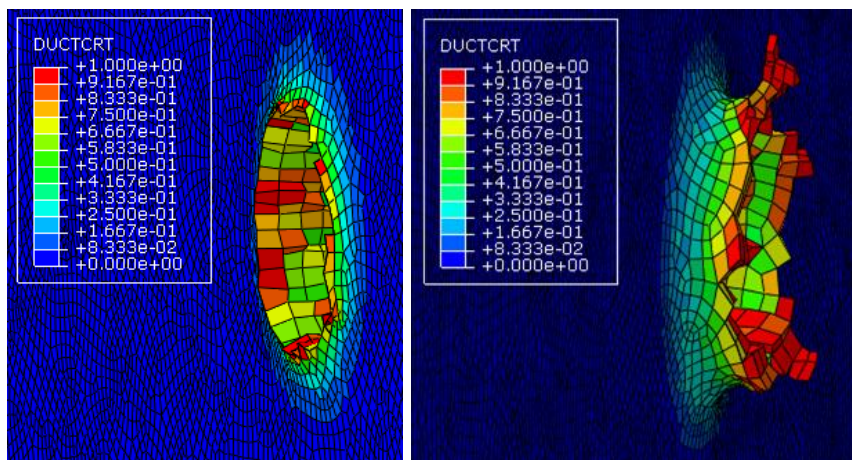 DUCTCRT
+1.000e+00
+9.167e-01
+8.333e-01
+7.500e-01
+6.667e-01
+5.833e-01
+5.000e-01
+4.167e-01
+3.333e-01
+2.500e-01
+1.667e-01
+8.333e-02
+0.000e+00
DUCTCRT
+1.000e+00
+9.167e-01
+8.333e-01
+7.500e-01
+6.667e-01
+5.833e-01
+5.000e-01
+4.167e-01
+3.333e-01
+2.500e-01
+1.667e-01
+8.333e-02
+0.000e+00